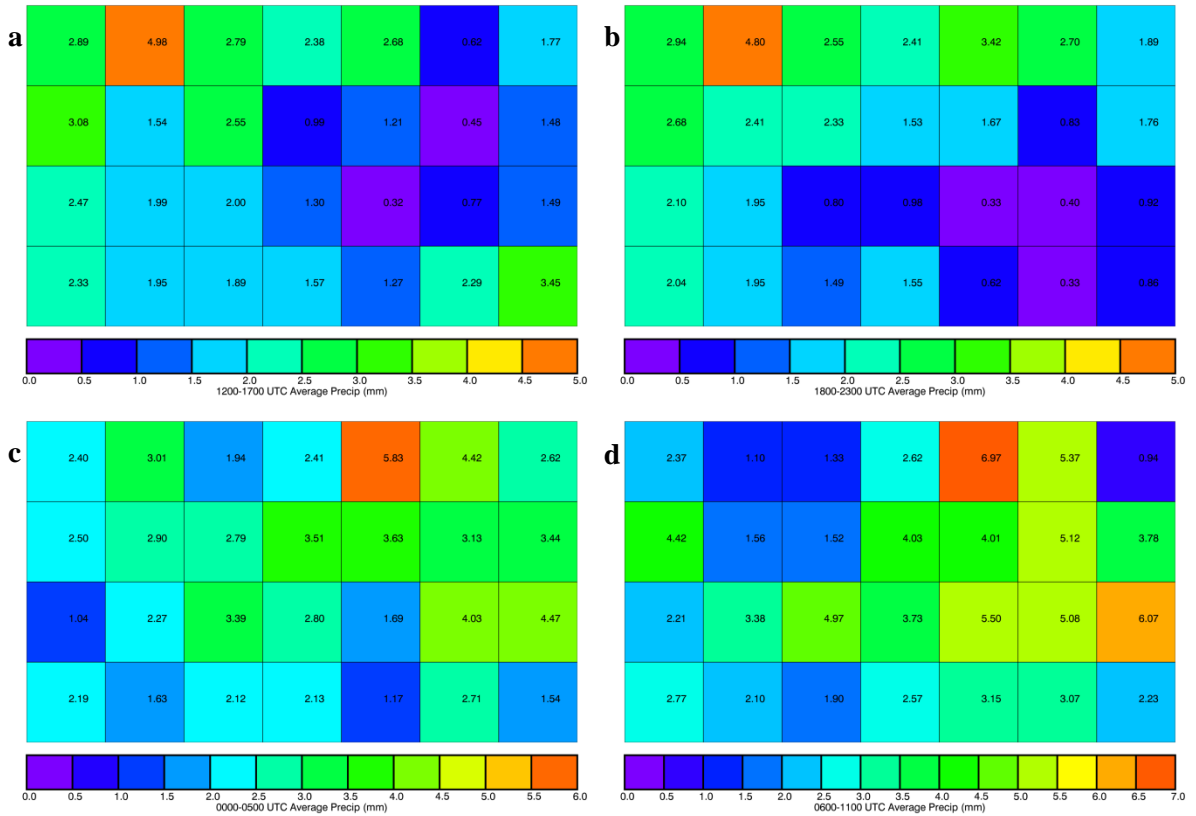 a
2.89 4.98 2.79 2.38 2.68 0.62 1.77
3.08 1.54 2.55 0.99 1.21 0.45 1.48
2.47 1.99 2.00 1.30 0.32 0.77 1.49
2.33 1.95 1.89 1.57 1.27 2.29 3.45
0.0 0.5 1.0 1.5 2.0 2.5 3.0 3.5 4.0 4.5 5.0
1200-1700 UTC Average Precip (mm)
b
2.94 4.80 2.55 2.41 3.42 2.70 1.89
2.68 2.41 2.33 1.53 1.67 0.83 1.76
2.10 1.95 0.80 0.98 0.33 0.40 0.92
2.04 1.95 1.49 1.55 0.62 0.33 0.86
0.0 0.5 1.0 1.5 2.0 2.5 3.0 3.5 4.0 4.5 5.0
1800-2300 UTC Average Precip (mm)
c
2.40 3.01 1.94 2.41 5.83 4.42 2.62
2.50 2.90 2.79 3.51 3.63 3.13 3.44
1.04 2.27 3.39 2.80 1.69 4.03 4.47
2.19 1.63 2.12 2.13 1.17 2.71 1.54
0.0 0.5 1.0 1.5 2.0 2.5 3.0 3.5 4.0 4.5 5.0 5.5 6.0
0000-0500 UTC Average Precip (mm)
d
2.37 1.10 1.33 2.62 6.97 5.37 0.94
4.42 1.56 1.52 4.03 4.01 5.12 3.78
2.21 3.38 4.97 3.73 5.50 5.08 6.07
2.77 2.10 1.90 2.57 3.15 3.07 2.23
0.0 0.5 1.0 1.5 2.0 2.5 3.0 3.5 4.0 4.5 5.0 5.5 6.0 6.5 7.0
0600-1100 UTC Average Precip (mm)